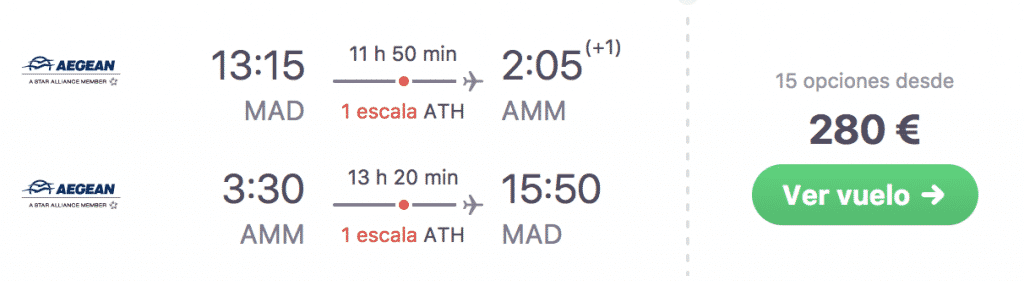 AEGEAN
A STAR ALLIANCE MEMBER
13:15
MAD
11 h 50 min
1 escala ATH
2:05 (+1)
AMM
AEGEAN
A STAR ALLIANCE MEMBER
3:30
AMM
13 h 20 min
1 escala ATH
15:50
MAD
15 opciones desde
280 €
Ver vuelo →